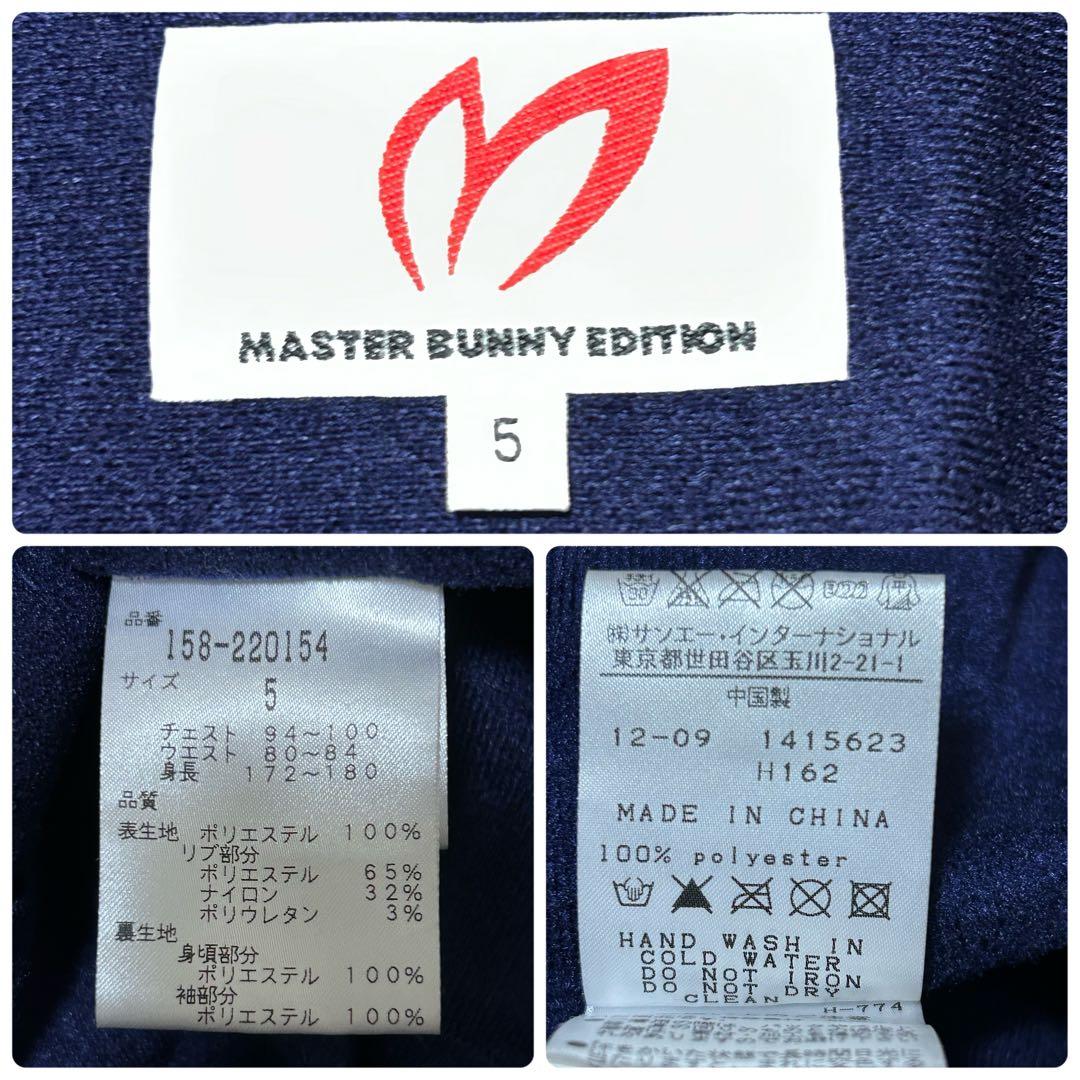 MASTER BUNNY EDITION
5
品番
158-220154
サイズ
5
チェスト 94～100
ウエスト 80～84
身長 172～180
品質
表生地 ポリエステル 100%
リブ部分
ポリエステル 65%
ナイロン 32%
ポリウレタン 3%
裏生地
身頃部分
ポリエステル 100%
袖部分
ポリエステル 100%
㈱サンエー・インターナショナル
東京都世田谷区玉川2-21-1
中国製
12-09 1415623
H162
MADE IN CHINA
100% polyester
HAND WASH IN
COLD WATER
DO NOT IRON
DO NOT DRY
CLEAN
H-774